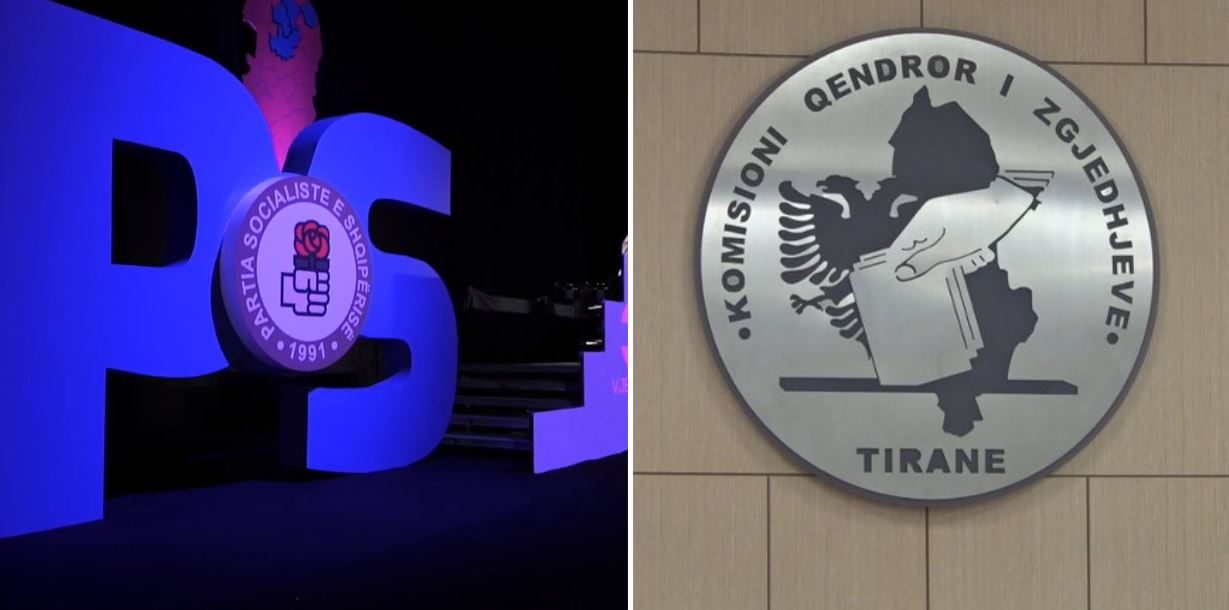 PS
PARTIA SOCIALISTE E SHQIPËRISË
• 1991 •
•KOMISIONI QENDROR I ZGJEDHJEVE•
TIRANE